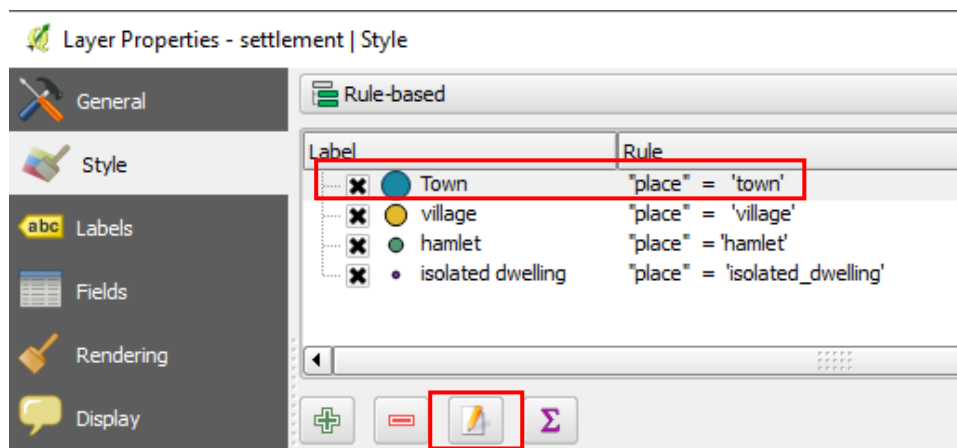 Layer Properties - settlement | Style
General
Rule-based
Style
Label Rule
Town "place" = 'town'
village "place" = 'village'
hamlet "place" ='hamlet'
isolated dwelling "place" = 'isolated_dwelling'
abc Labels
Fields
Rendering
Display
Σ